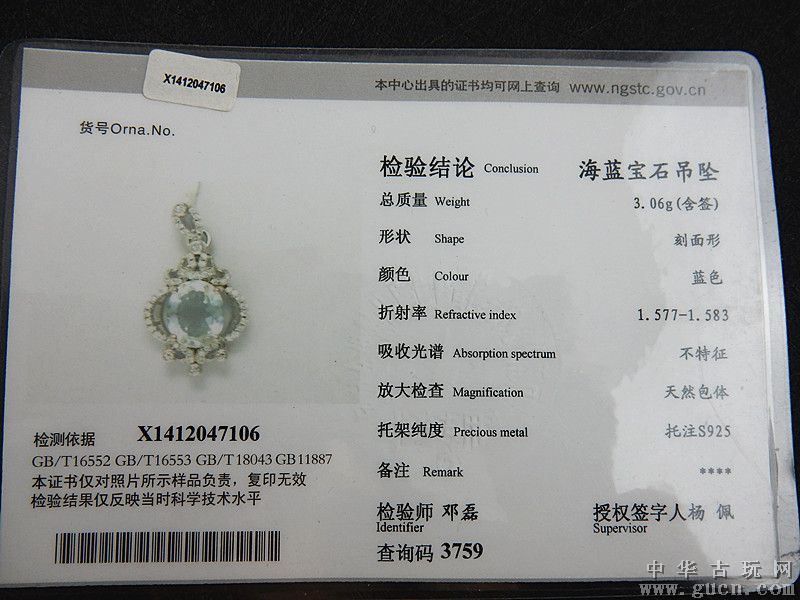 X1412047106
本中心出具的证书均可网上查询 www.ngstc.gov.cn
货号Orna.No.
检验结论 Conclusion 海蓝宝石吊坠
总质量 Weight 3.06g(含签)
形状 Shape 刻面形
颜色 Colour 蓝色
折射率 Refractive index 1.577-1.583
吸收光谱 Absorption spectrum 不特征
放大检查 Magnification 天然包体
托架纯度 Precious metal 托注S925
备注 Remark ****
检测依据 X1412047106
GB/T16552 GB/T16553 GB/T18043 GB11887
本证书仅对照片所示样品负责，复印无效
检验结果仅反映当时科学技术水平
检验师 邓磊 授权签字人 杨 佩
Identifier Supervisor
查询码 3759
中华古玩网
www.gucn.com